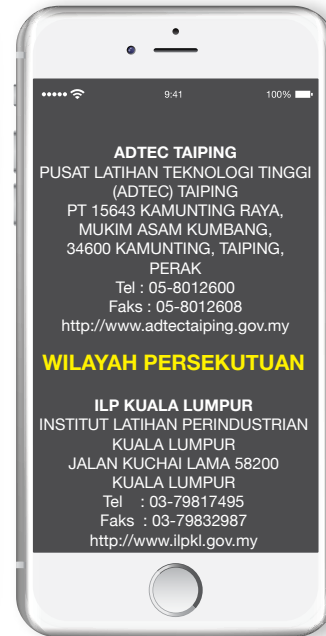 9:41
100%
ADTEC TAIPING
PUSAT LATIHAN TEKNOLOGI TINGGI
(ADTEC) TAIPING
PT 15643 KAMUNTING RAYA,
MUKIM ASAM KUMBANG,
34600 KAMUNTING, TAIPING,
PERAK
Tel : 05-8012600
Faks : 05-8012608
http://www.adtectaiping.gov.my
WILAYAH PERSEKUTUAN
ILP KUALA LUMPUR
INSTITUT LATIHAN PERINDUSTRIAN
KUALA LUMPUR
JALAN KUCHAI LAMA 58200
KUALA LUMPUR
Tel : 03-79817495
Faks : 03-79832987
http://www.ilpkl.gov.my